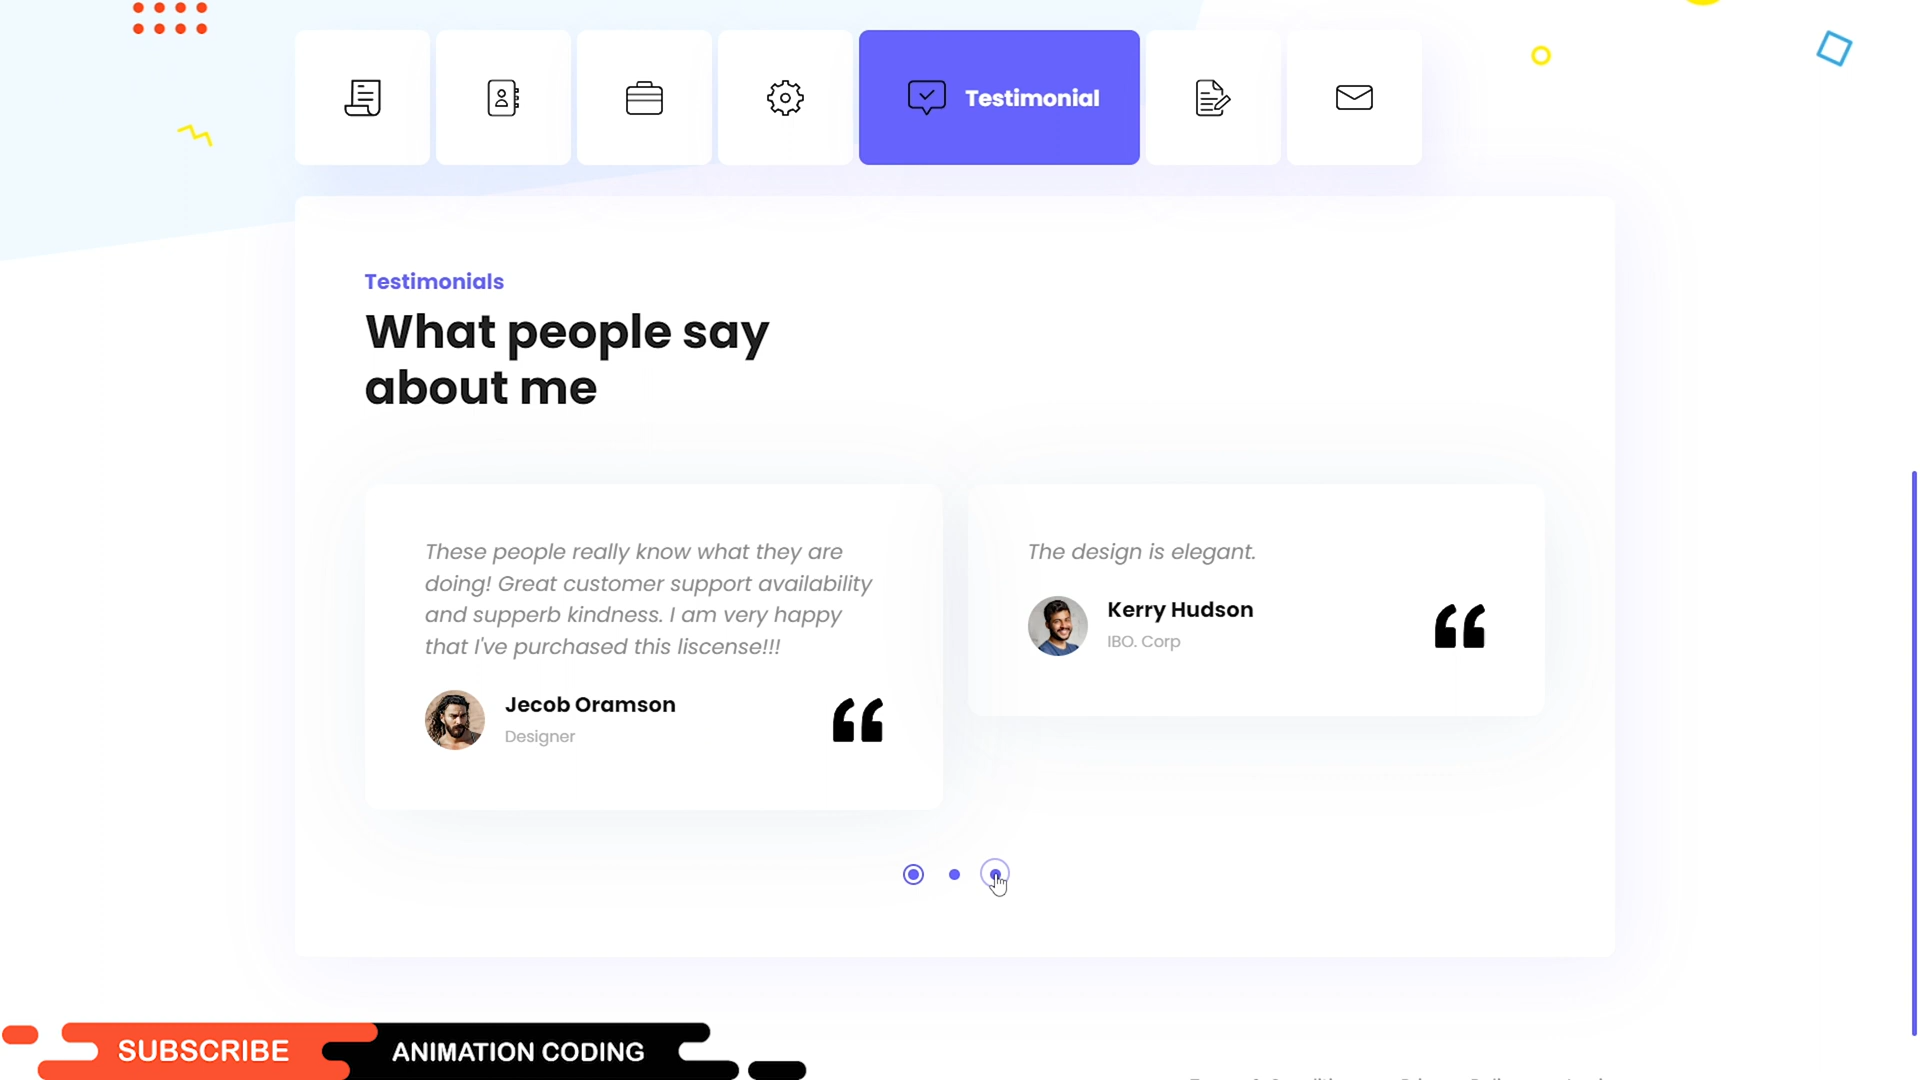 Testimonial
Testimonials
What people say
about me
These people really know what they are
doing! Great customer support availability
and supperb kindness. I am very happy
that I've purchased this liscense!!!
Jecob Oramson
Designer
The design is elegant.
Kerry Hudson
IBO. Corp
SUBSCRIBE
ANIMATION CODING